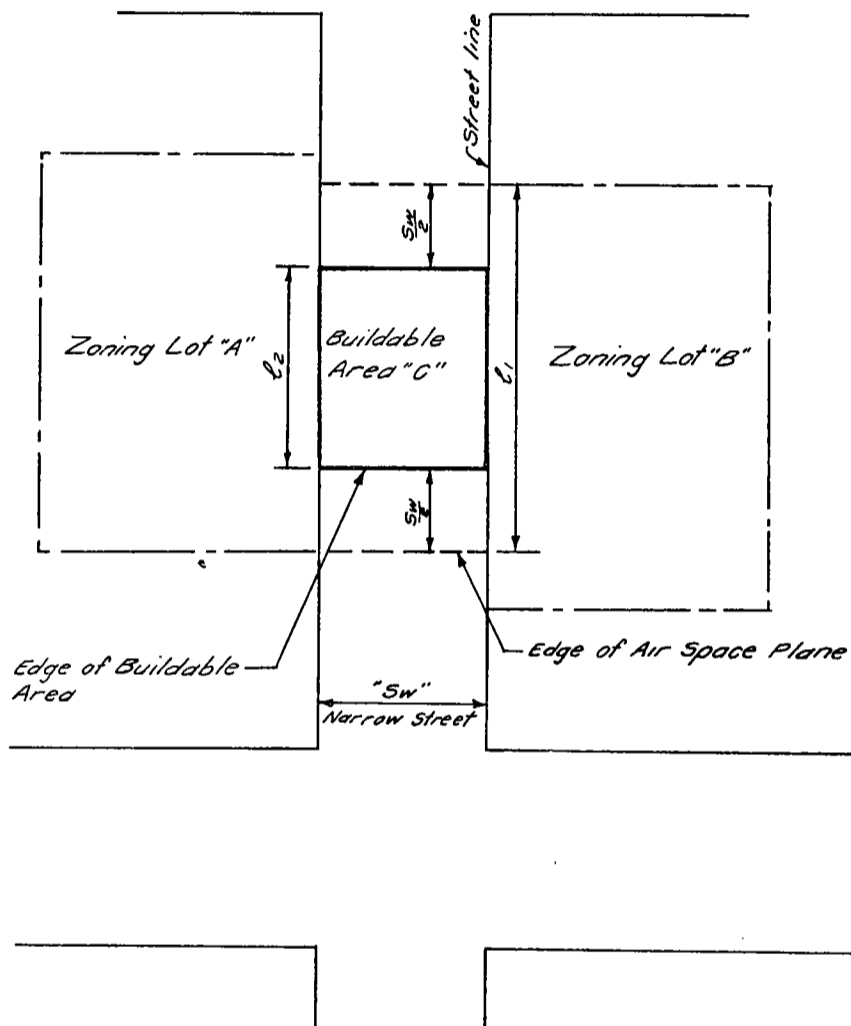 Street line
Sw
2
Zoning Lot "A"
l2
Buildable
Area "C"
l1
Zoning Lot "B"
Sw
2
Edge of Buildable
Area
Edge of Air Space Plane
"Sw"
Narrow Street